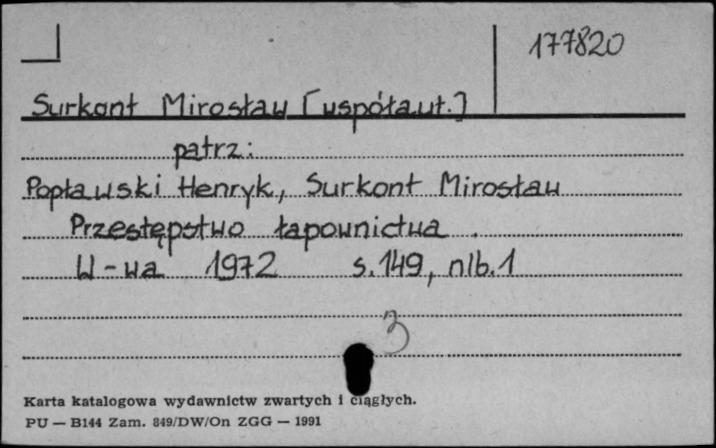 177820
Surkont Mirosław [współaut.]
patrz:
Popławski Henryk, Surkont Mirosław
Przestępstwo łapownictwa.
W-wa 1972 s. 149, nlb. 1
3
Karta katalogowa wydawnictw zwartych i ciągłych.
PU — B144 Zam. 849/DW/On ZGG — 1991